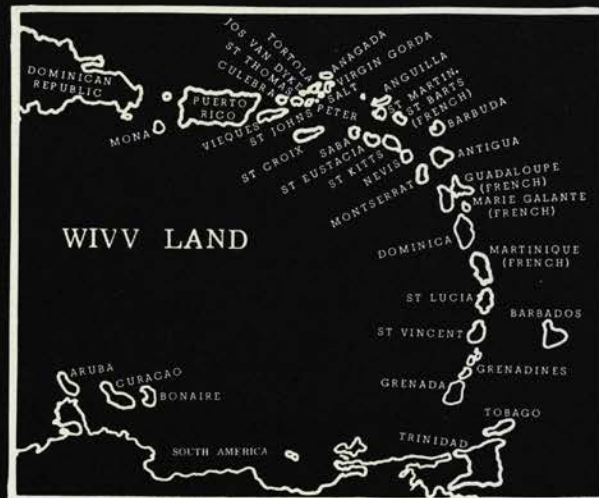 TORTOLA
JOS VAN DYKE
ST THOMAS
CULEBRA
ANAGADA
VIRGIN GORDA
SALT
PETER
ANGUILLA
ST MARTIN,
ST BARTS
(FRENCH)
BARBUDA
DOMINICAN
REPUBLIC
PUERTO
RICO
MONA
VIEQUES
ST JOHNS
ST CROIX
SABA
ST EUSTACIA
ST KITTS
NEVIS
MONTSERRAT
ANTIGUA
GUADALOUPE
(FRENCH)
MARIE GALANTE
(FRENCH)
WIVV LAND
DOMINICA
MARTINIQUE
(FRENCH)
ST LUCIA
BARBADOS
ST VINCENT
GRENADINES
GRENADA
ARUBA
CURACAO
BONAIRE
TOBAGO
TRINIDAD
SOUTH AMERICA